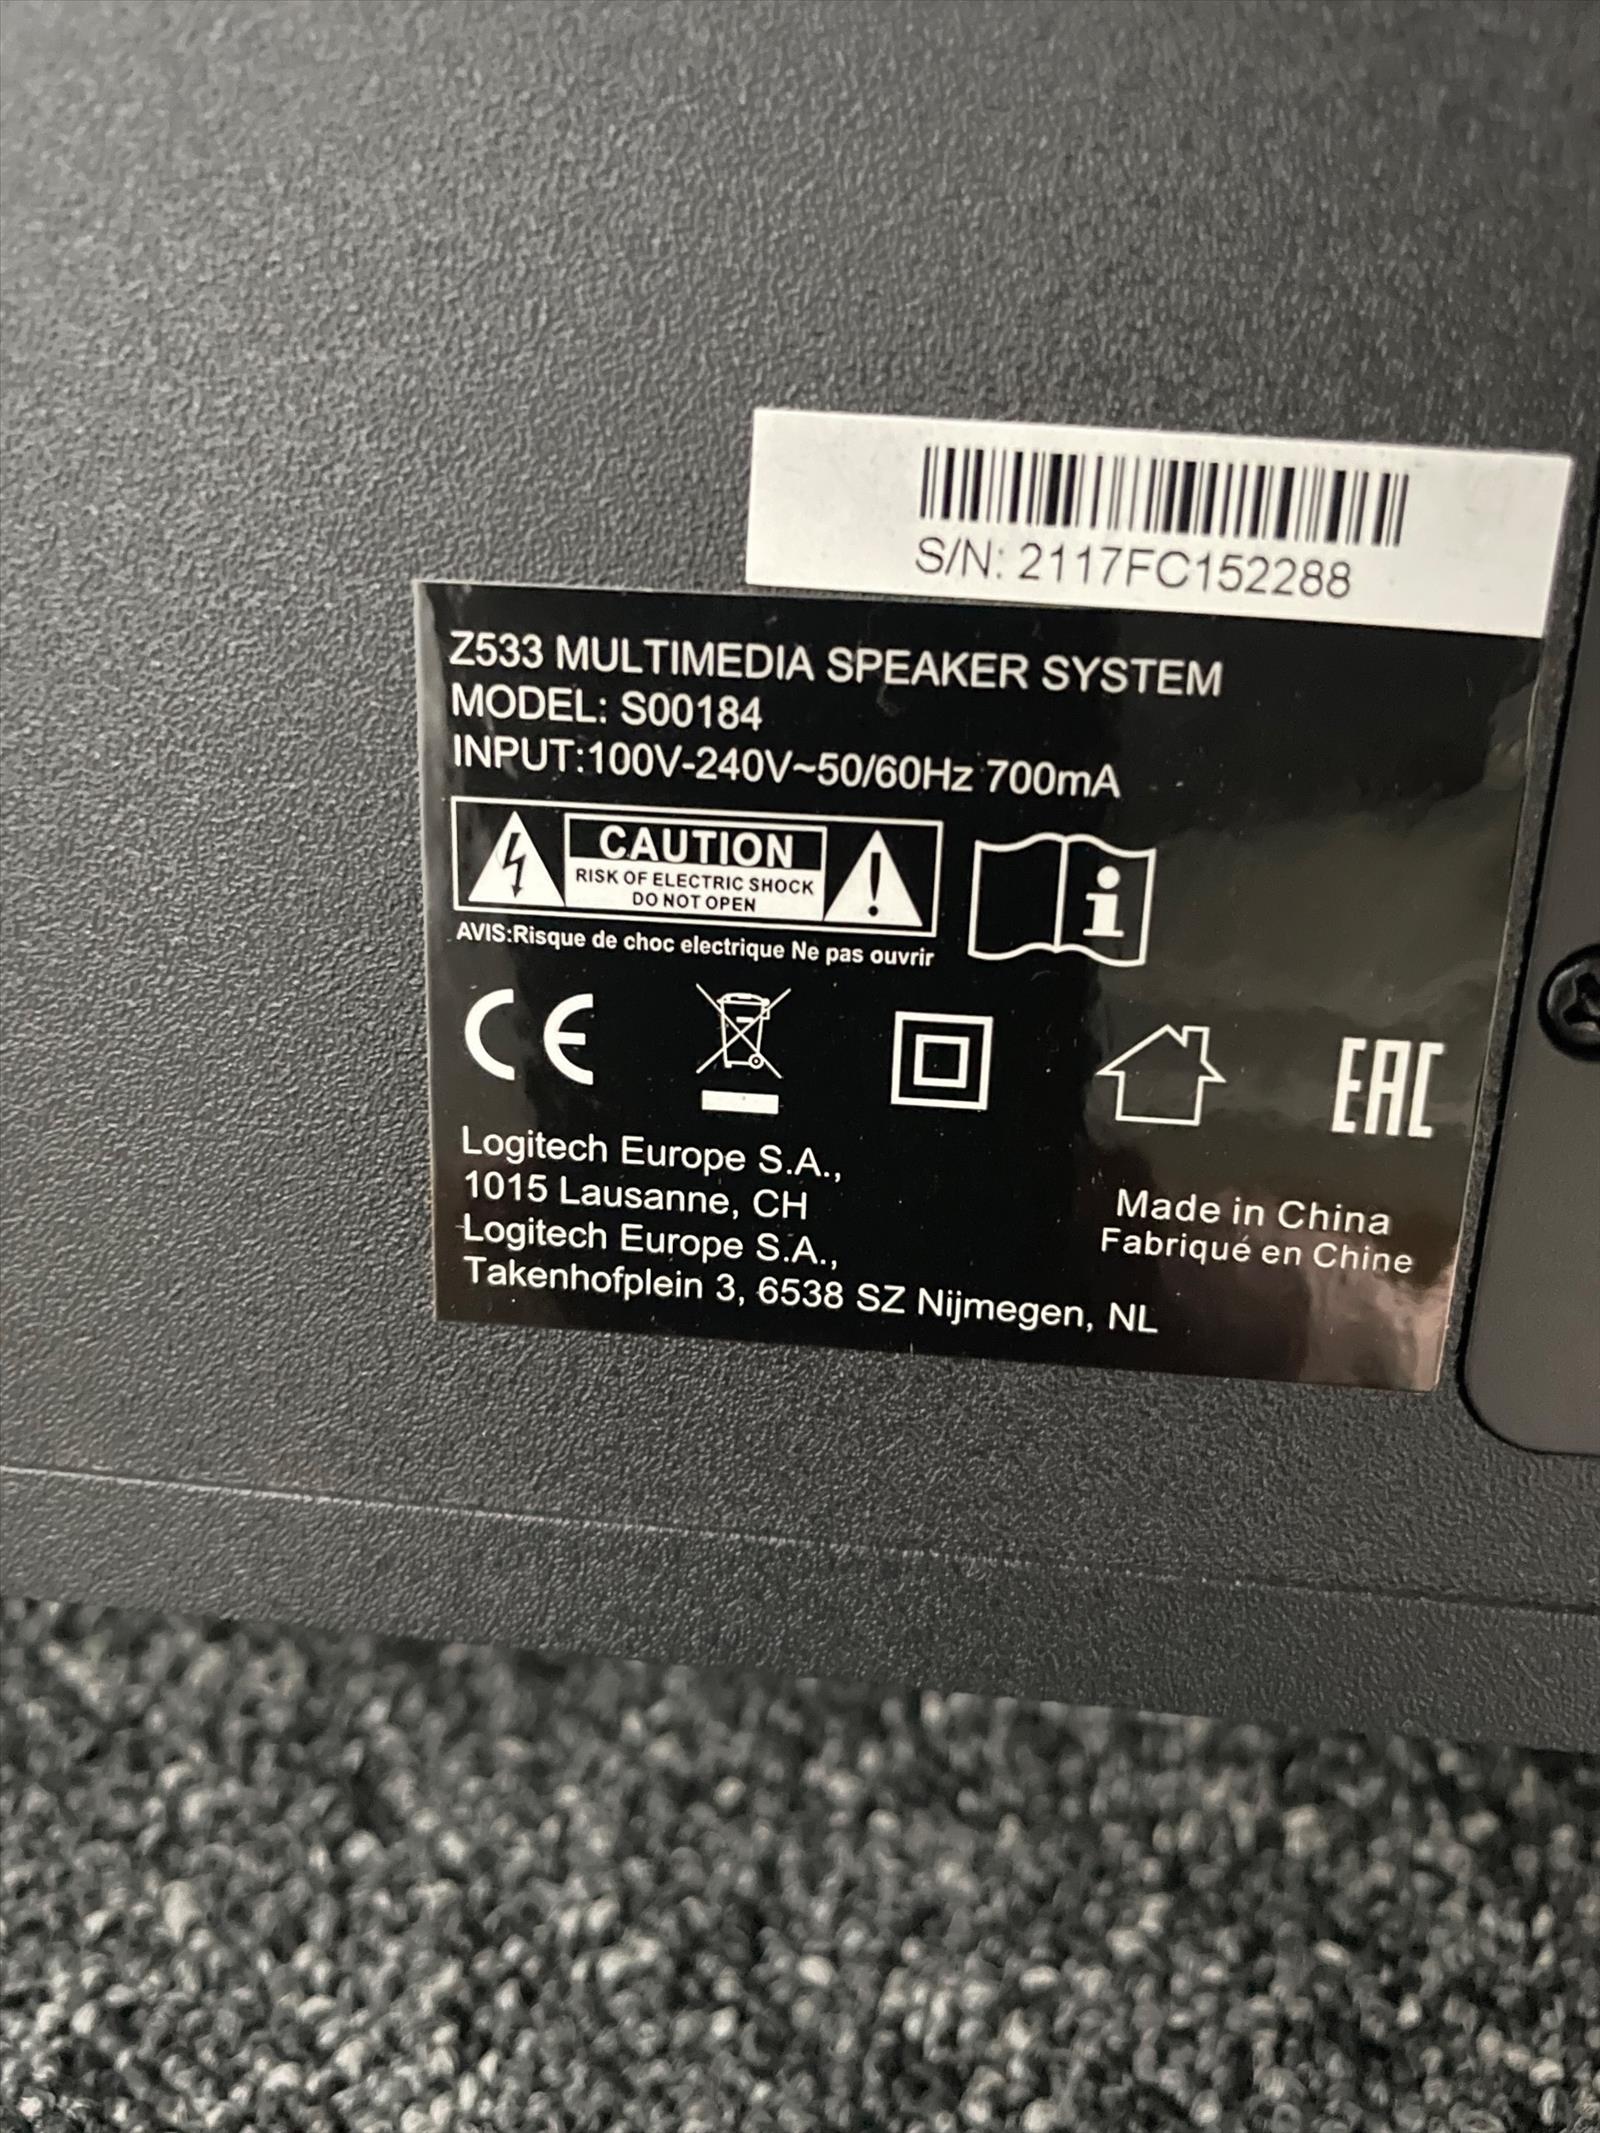 S/N: 2117FC152288
Z533 MULTIMEDIA SPEAKER SYSTEM
MODEL: S00184
INPUT:100V-240V~50/60Hz 700mA
CAUTION
RISK OF ELECTRIC SHOCK
DO NOT OPEN
AVIS:Risque de choc electrique Ne pas ouvrir
CE
EAC
Logitech Europe S.A.,
1015 Lausanne, CH
Logitech Europe S.A.,
Takenhofplein 3, 6538 SZ Nijmegen, NL
Made in China
Fabriqué en Chine